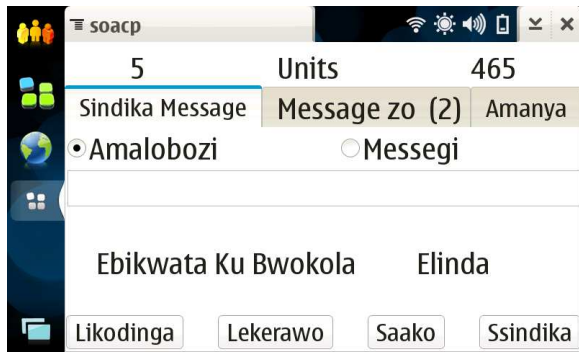 soacp
5 Units 465
Sindika Message Message zo (2) Amanya
Amalobozi Messegi
Ebikwata Ku Bwokola Elinda
Likodinga Lekerawo Saako Ssindika